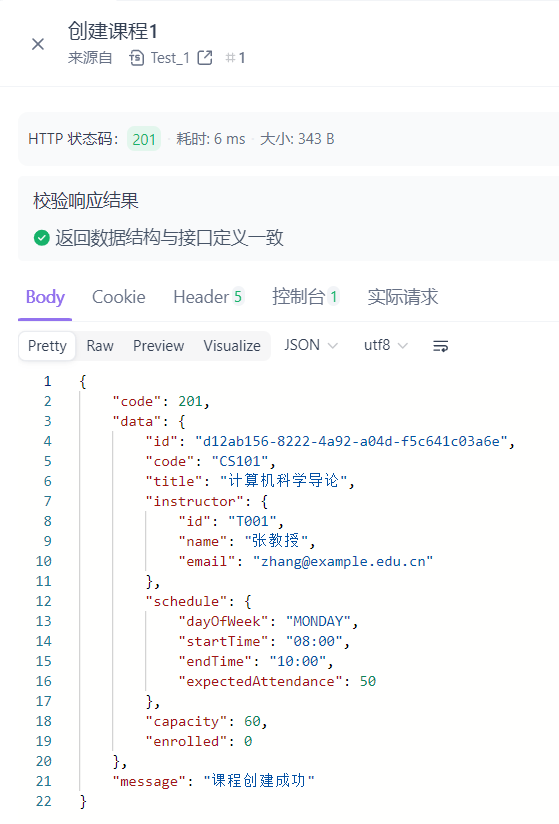 创建课程1
来源自 Test_1 #1
HTTP 状态码: 201 · 耗时: 6 ms · 大小: 343 B
校验响应结果
返回数据结构与接口定义一致
Body Cookie Header 5 控制台 1 实际请求
Pretty Raw Preview Visualize JSON utf8
1 {
2 "code": 201,
3 "data": {
4 "id": "d12ab156-8222-4a92-a04d-f5c641c03a6e",
5 "code": "CS101",
6 "title": "计算机科学导论",
7 "instructor": {
8 "id": "T001",
9 "name": "张教授",
10 "email": "zhang@example.edu.cn"
11 },
12 "schedule": {
13 "dayOfWeek": "MONDAY",
14 "startTime": "08:00",
15 "endTime": "10:00",
16 "expectedAttendance": 50
17 },
18 "capacity": 60,
19 "enrolled": 0
20 },
21 "message": "课程创建成功"
22 }